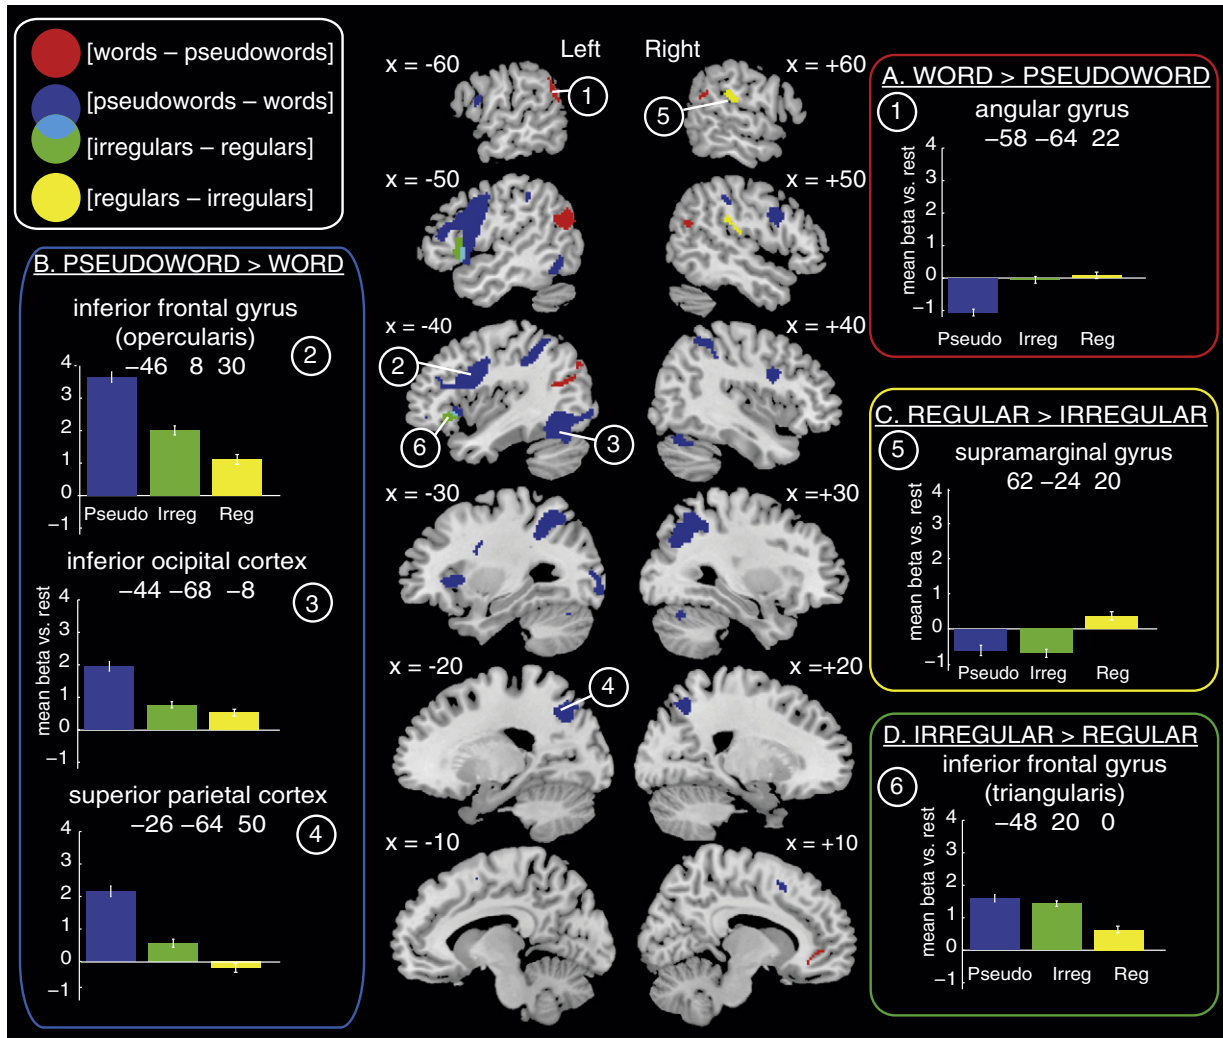 [words – pseudowords]
[pseudowords – words]
[irregulars – regulars]
[regulars – irregulars]
B. PSEUDOWORD > WORD
inferior frontal gyrus
(opercularis)
2
−46 8 30
4
3
2
1
0
−1
Pseudo Irreg Reg
inferior ocipital cortex
−44 −68 −8
3
mean beta vs. rest
4
3
2
1
0
−1
superior parietal cortex
−26 −64 50
4
4
3
2
1
0
−1
Left Right
x = -60 x = +60
1
5
x = -50 x = +50
x = -40 x = +40
2
6
3
x = -30 x =+30
x = -20 x =+20
4
x = -10 x = +10
A. WORD > PSEUDOWORD
1
angular gyrus
−58 −64 22
mean beta vs. rest
4
3
2
1
0
−1
Pseudo Irreg Reg
C. REGULAR > IRREGULAR
5
supramarginal gyrus
62 −24 20
mean beta vs. rest
4
3
2
1
0
−1
Pseudo Irreg Reg
D. IRREGULAR > REGULAR
6
inferior frontal gyrus
(triangularis)
−48 20 0
mean beta vs. rest
4
3
2
1
0
−1
Pseudo Irreg Reg